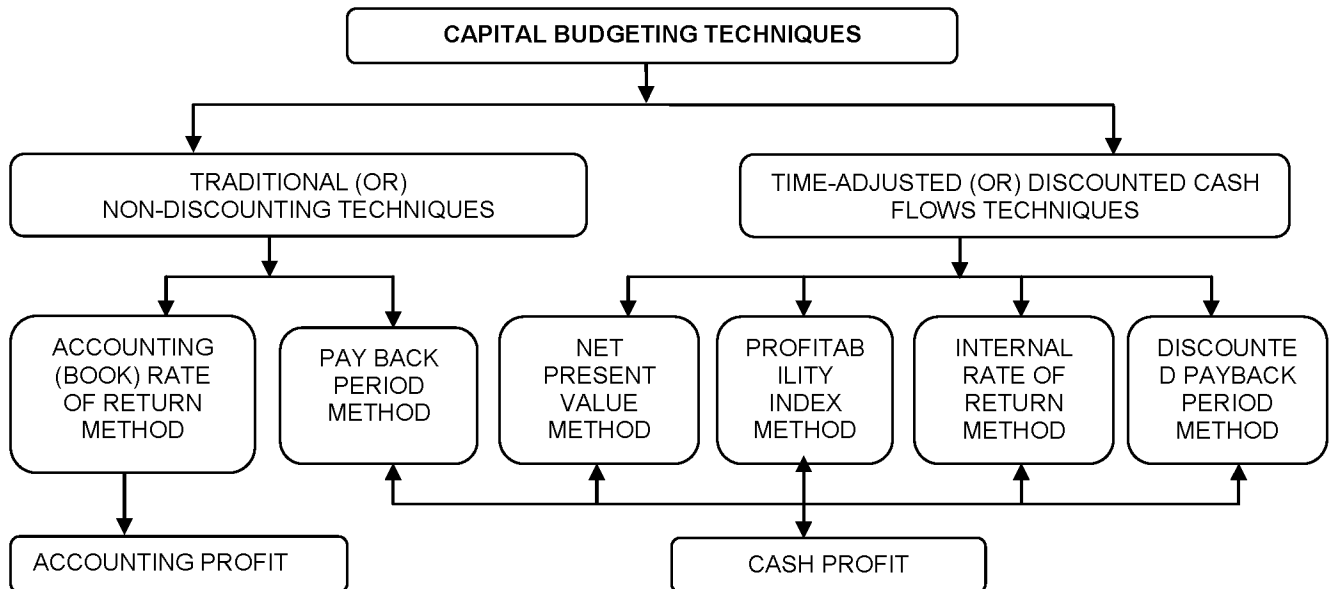 CAPITAL BUDGETING TECHNIQUES
TRADITIONAL (OR)
NON-DISCOUNTING TECHNIQUES
TIME-ADJUSTED (OR) DISCOUNTED CASH
FLOWS TECHNIQUES
ACCOUNTING
(BOOK) RATE
OF RETURN
METHOD
PAY BACK
PERIOD
METHOD
NET
PRESENT
VALUE
METHOD
PROFITAB
ILITY
INDEX
METHOD
INTERNAL
RATE OF
RETURN
METHOD
DISCOUNTE
D PAYBACK
PERIOD
METHOD
ACCOUNTING PROFIT
CASH PROFIT